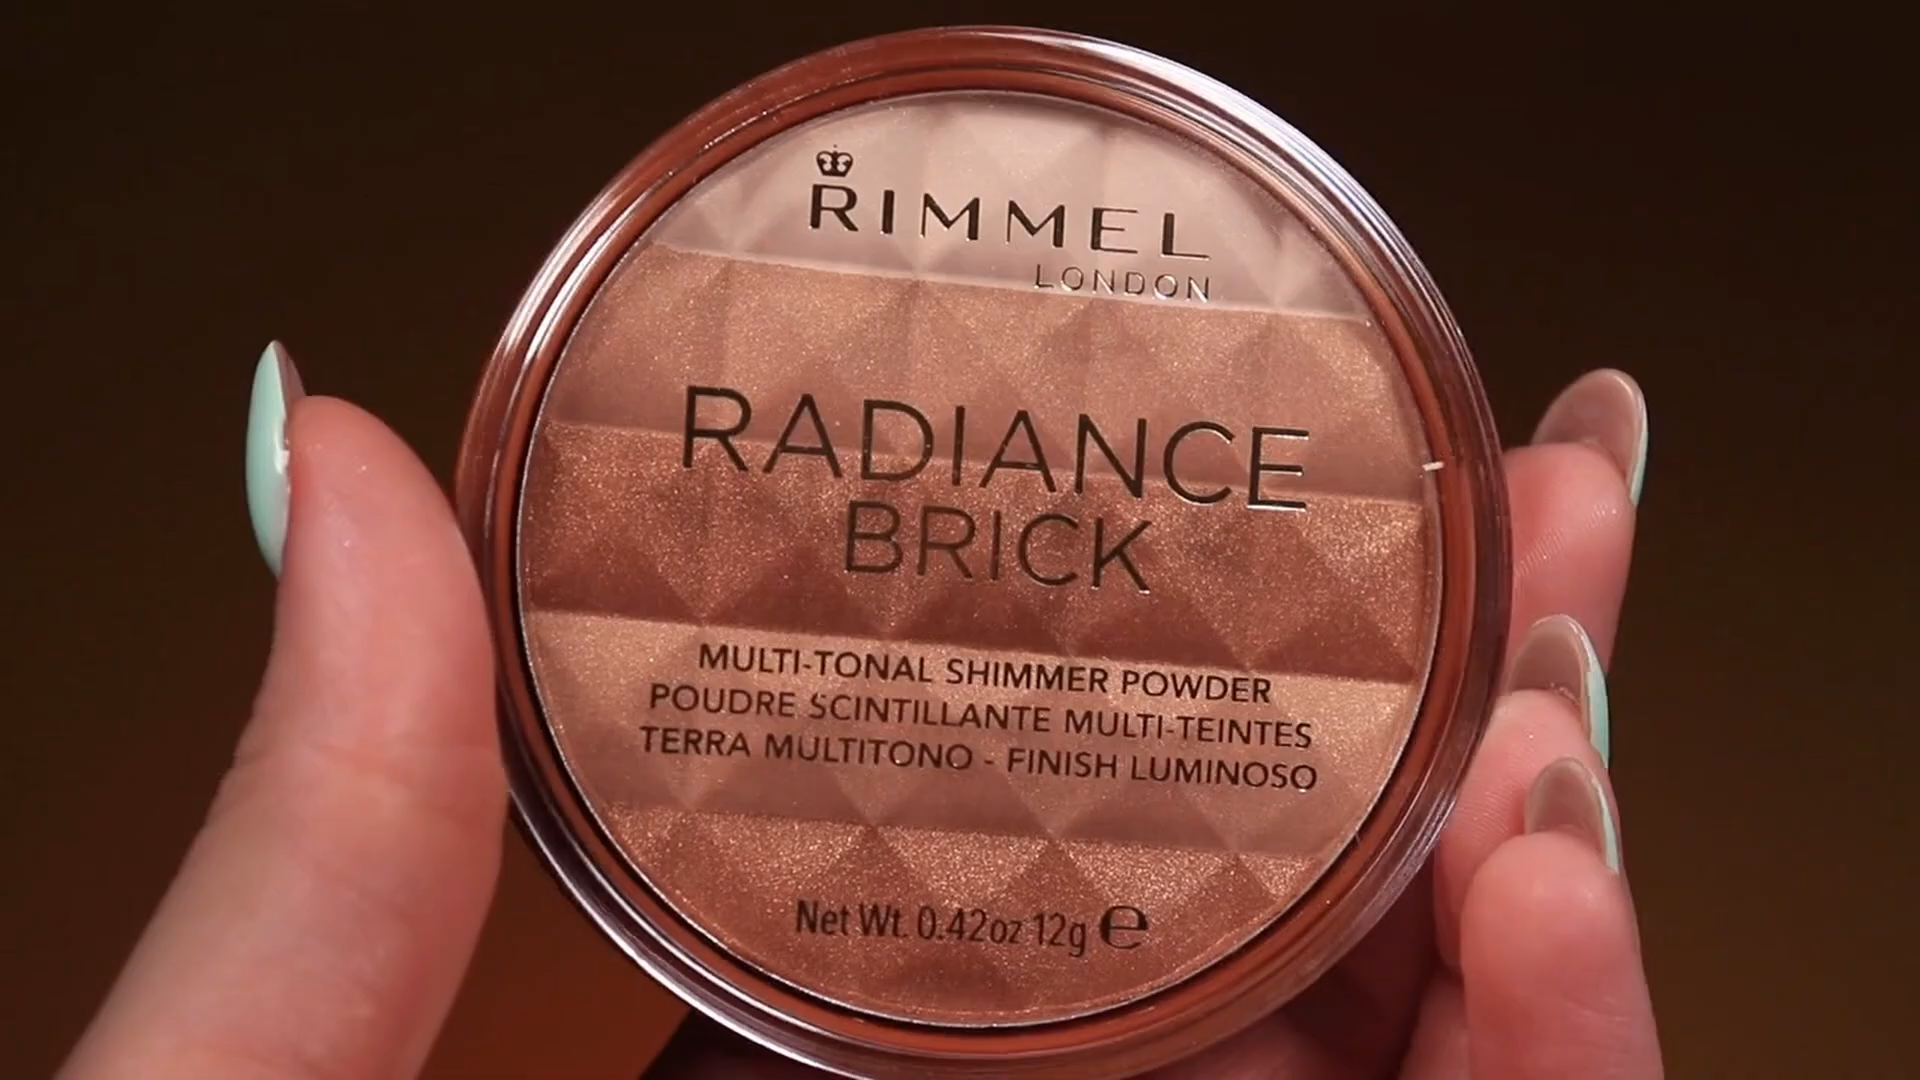 RIMMEL
LONDON
RADIANCE
BRICK
MULTI-TONAL SHIMMER POWDER
POUDRE SCINTILLANTE MULTI-TEINTES
TERRA MULTITONO - FINISH LUMINOSO
Net Wt. 0.42oz 12g ℮